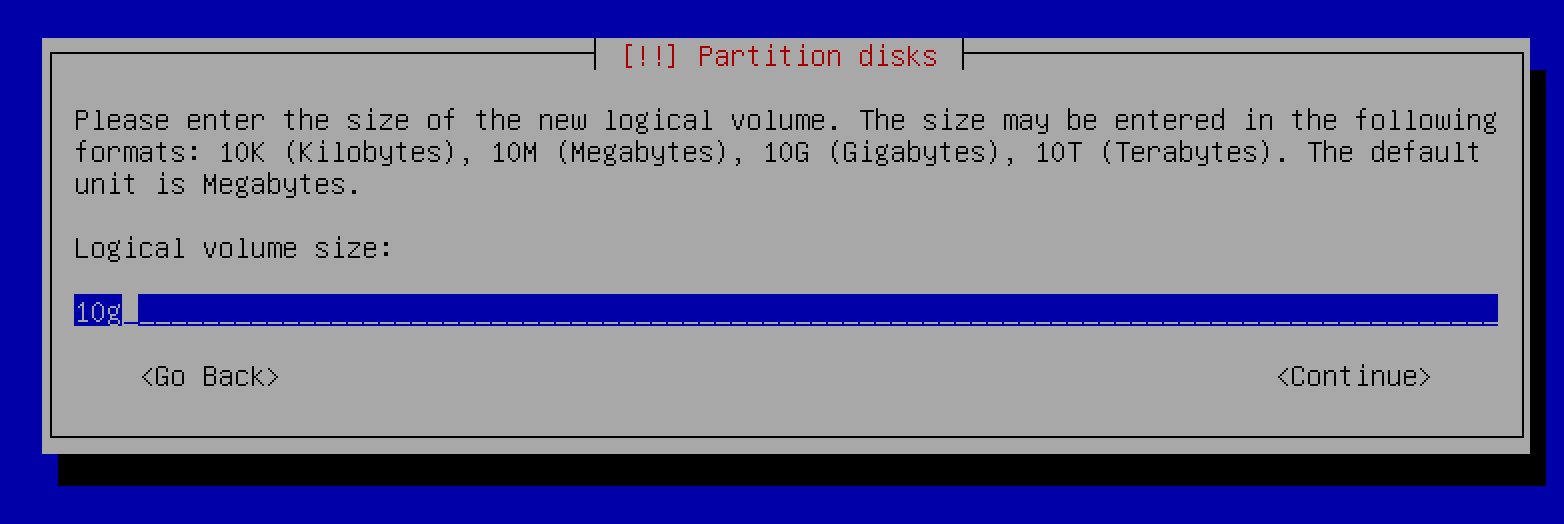 [!!] Partition disks
Please enter the size of the new logical volume. The size may be entered in the following
formats: 10K (Kilobytes), 10M (Megabytes), 10G (Gigabytes), 10T (Terabytes). The default
unit is Megabytes.
Logical volume size:
10g
<Go Back> <Continue>